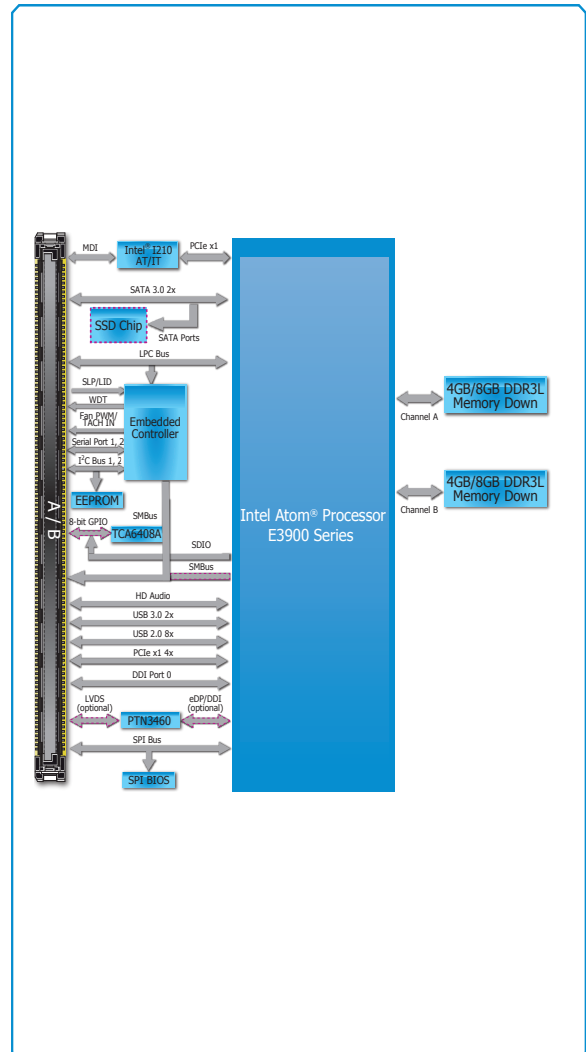 MDI
Intel® I210
AT/IT
PCIe x1
SATA 3.0 2x
SSD Chip
SATA Ports
LPC Bus
SLP/LID
WDT
Fan PWM/
TACH IN
Embedded
Controller
Serial Port 1, 2
I²C Bus 1, 2
EEPROM
A / B
8-bit GPIO
TCA6408A
SMBus
SDIO
SMBus
HD Audio
USB 3.0 2x
USB 2.0 8x
PCIe x1 4x
DDI Port 0
LVDS
(optional)
PTN3460
eDP/DDI
(optional)
SPI Bus
SPI BIOS
Intel Atom® Processor
E3900 Series
4GB/8GB DDR3L
Memory Down
Channel A
4GB/8GB DDR3L
Memory Down
Channel B